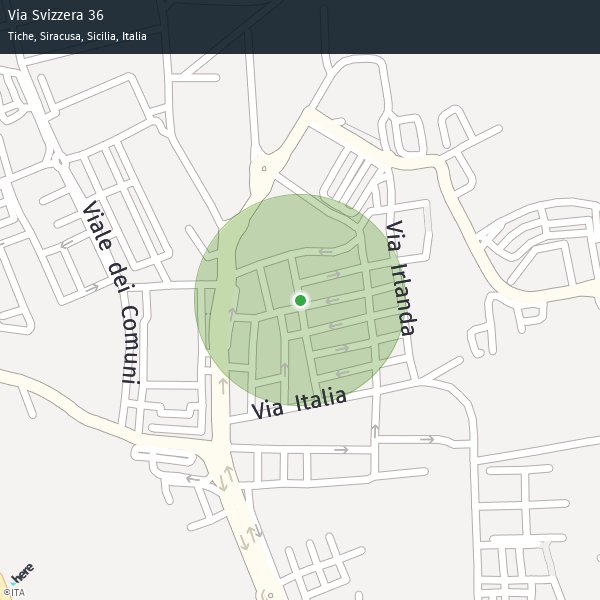 Via Svizzera 36
Tiche, Siracusa, Sicilia, Italia
Viale dei Comuni
Via Irlanda
Via Italia
here
©ITA